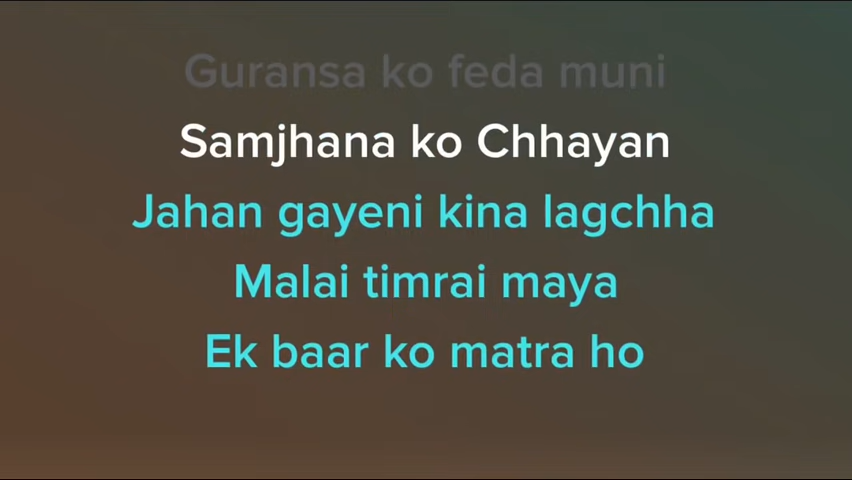 Guransa ko feda muni
Samjhana ko Chhayan
Jahan gayeni kina lagchha
Malai timrai maya
Ek baar ko matra ho